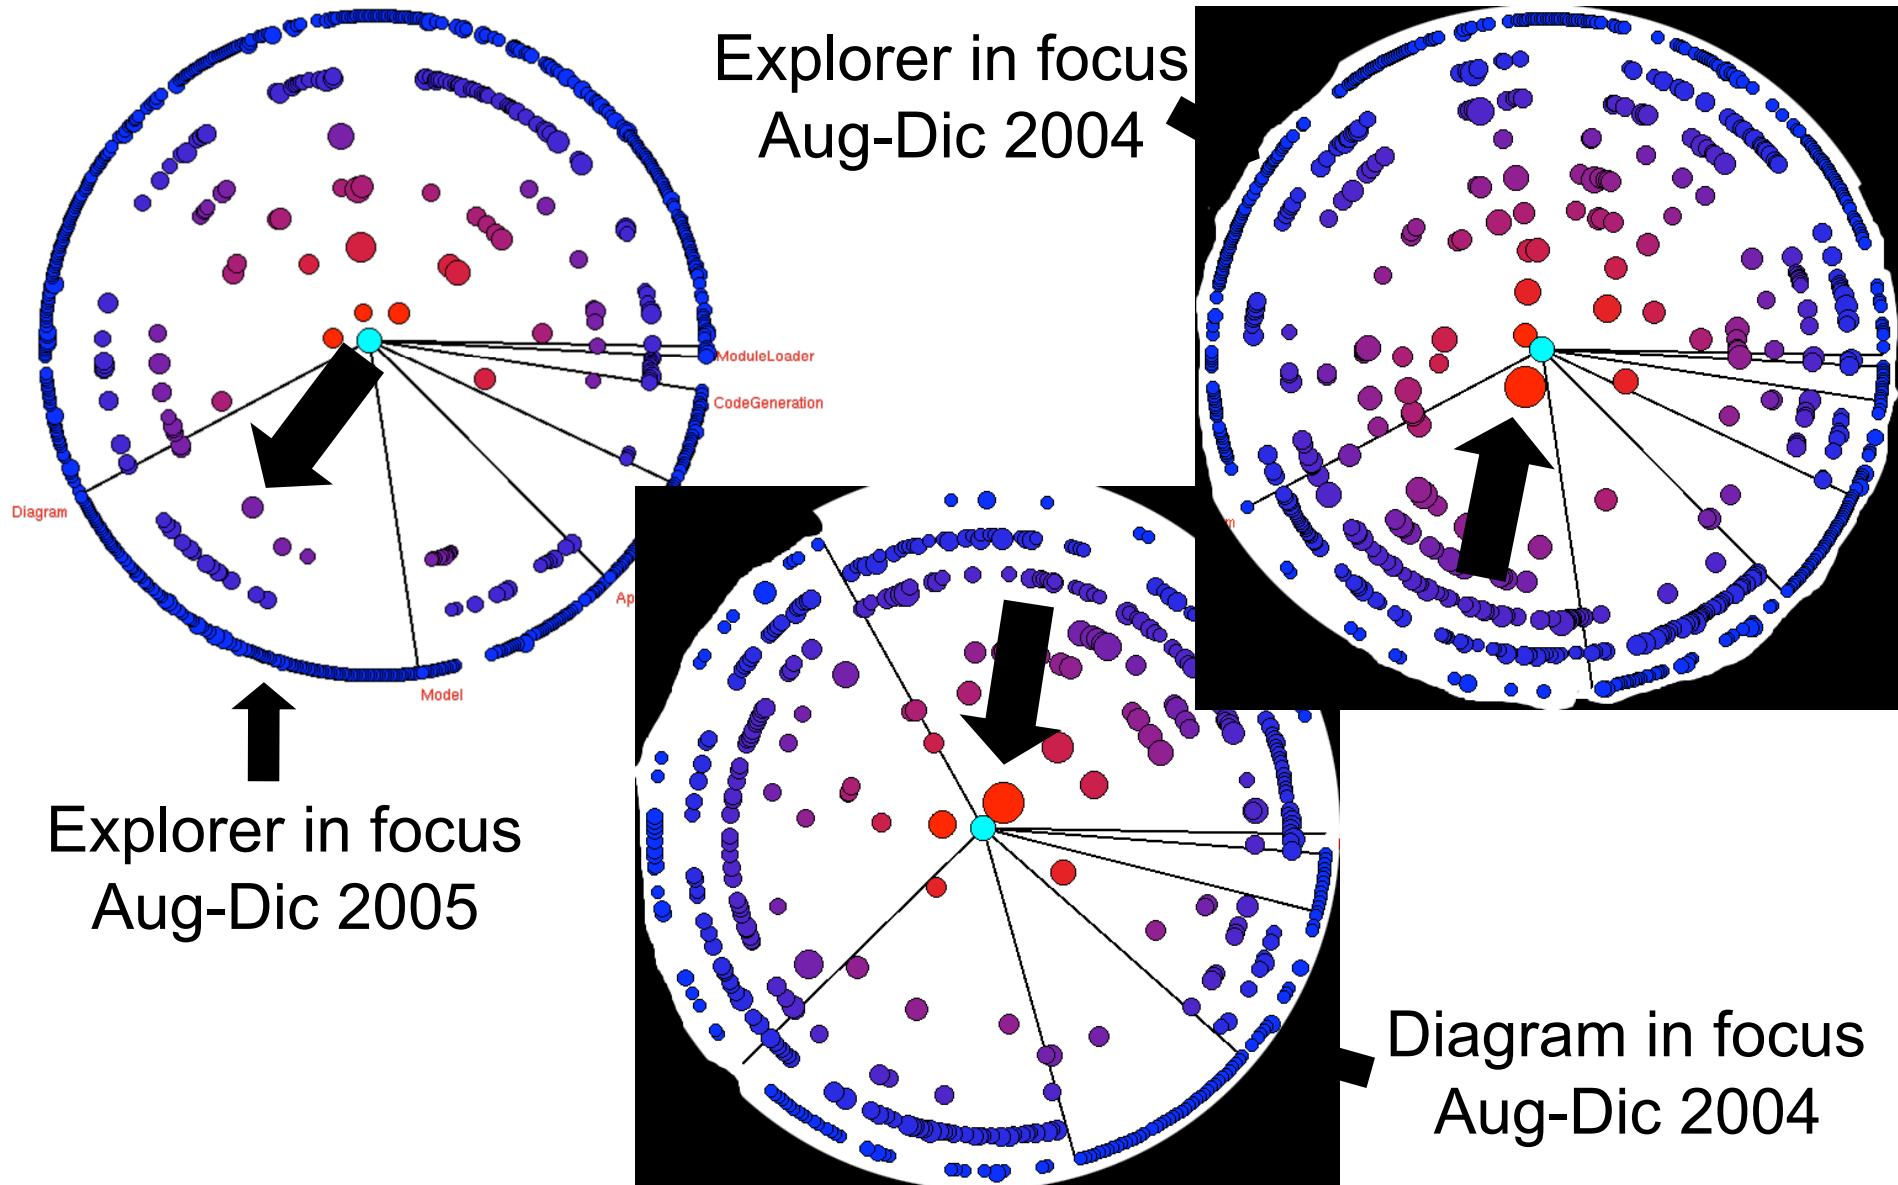 Explorer in focus
Aug-Dic 2004
ModuleLoader
CodeGeneration
Diagram
Ap
m
Model
Explorer in focus
Aug-Dic 2005
Diagram in focus
Aug-Dic 2004